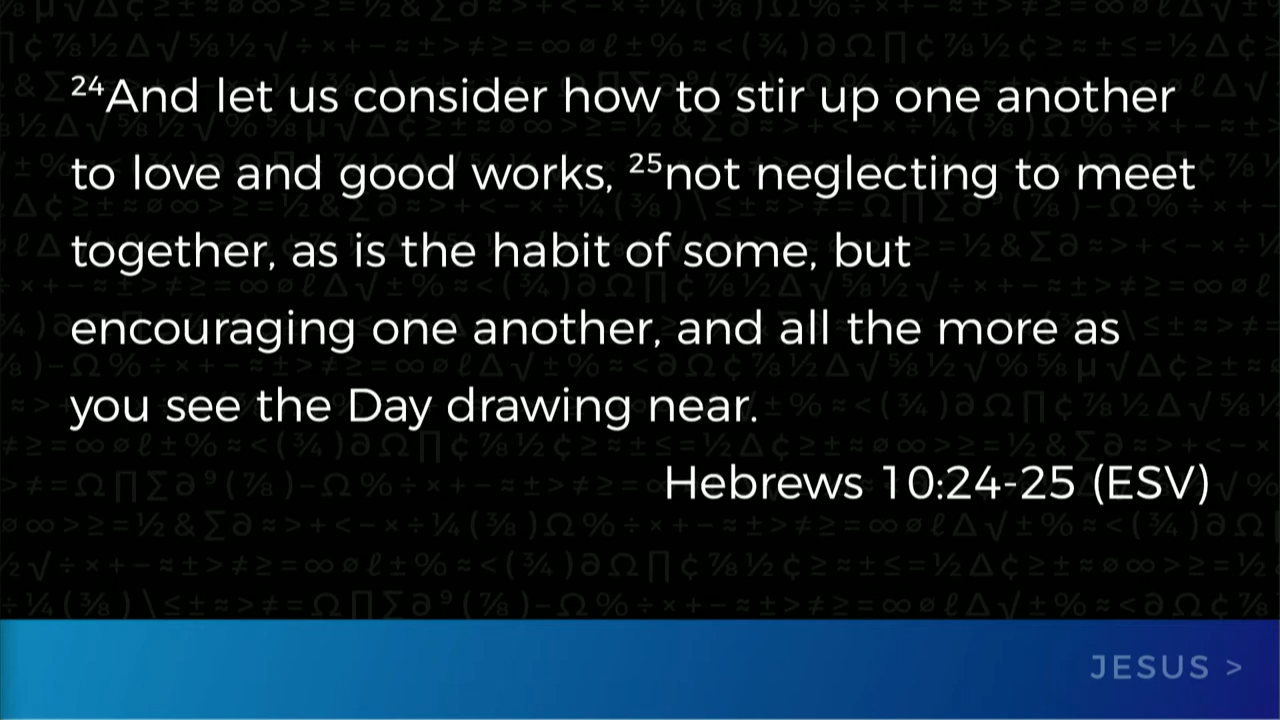 ²⁴And let us consider how to stir up one another
to love and good works, ²⁵not neglecting to meet
together, as is the habit of some, but
encouraging one another, and all the more as
you see the Day drawing near.
Hebrews 10:24-25 (ESV)
JESUS >